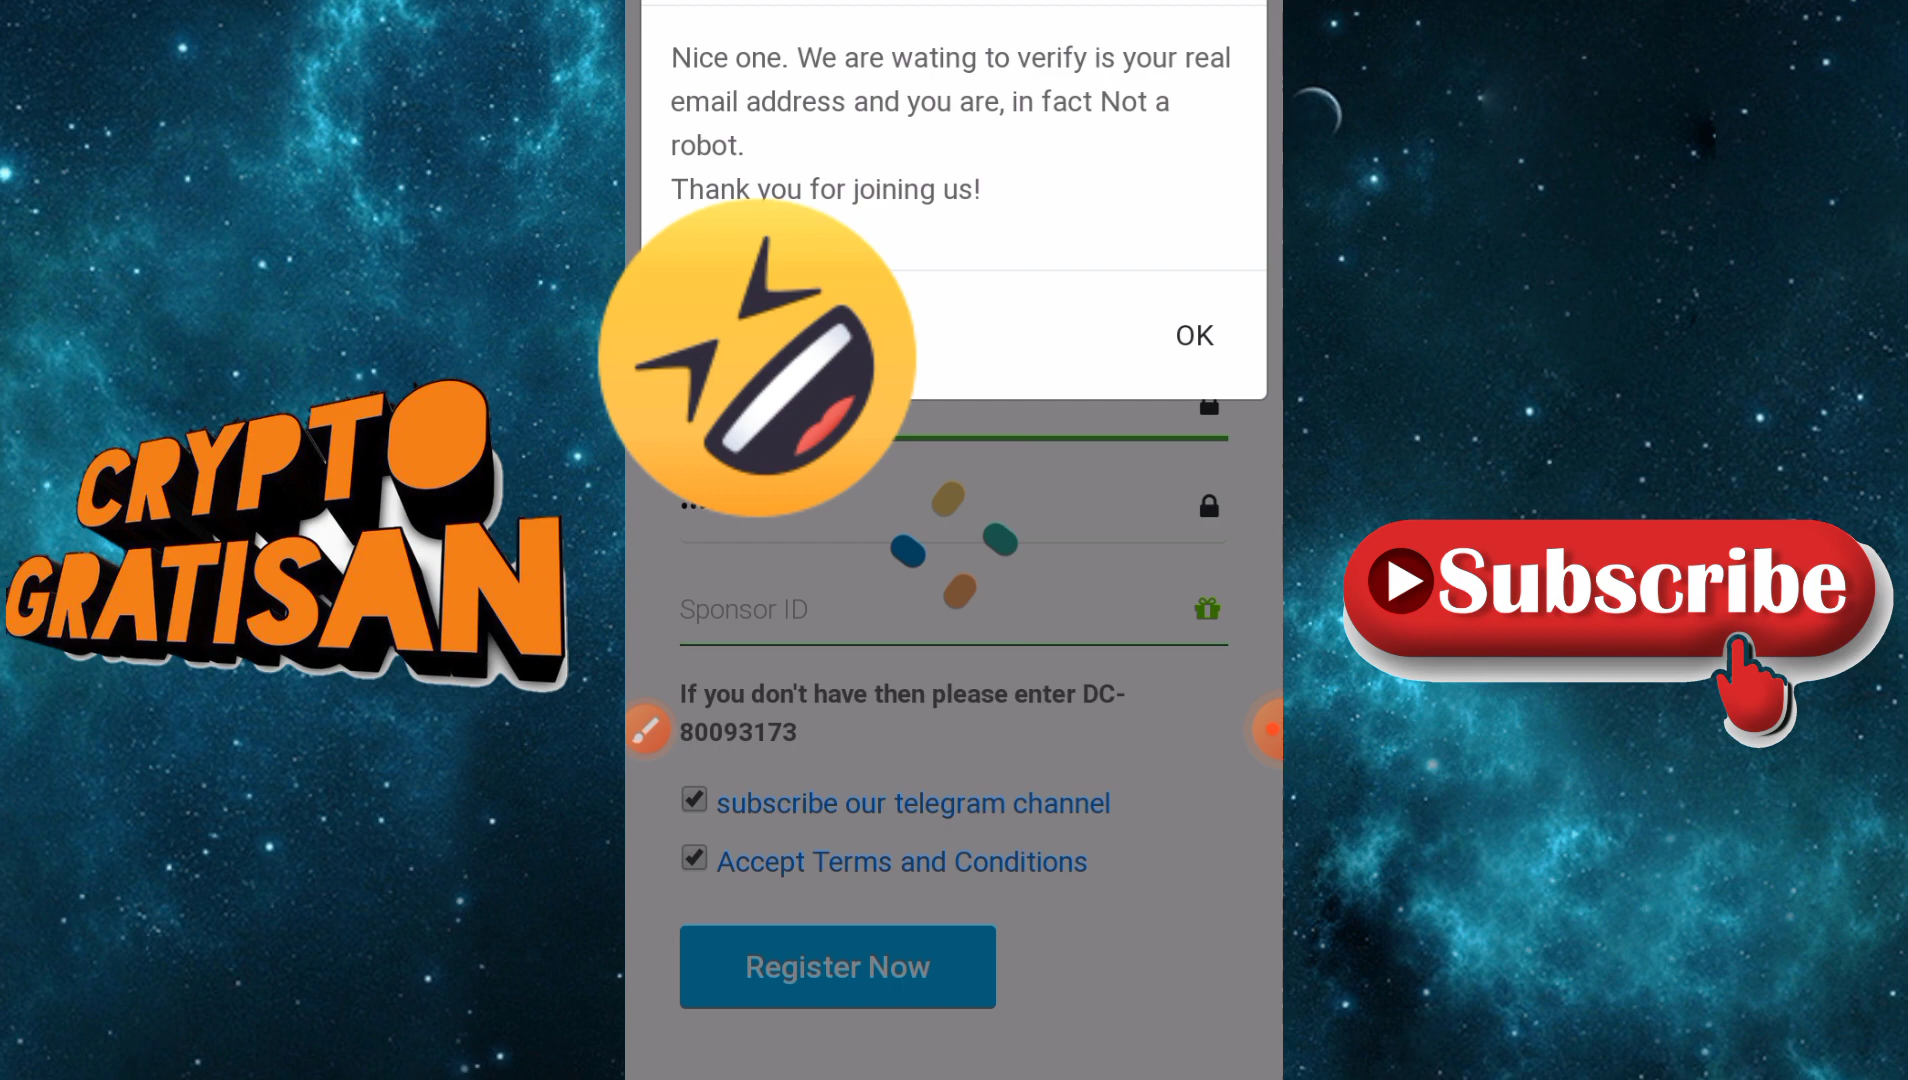 Nice one. We are wating to verify is your real
email address and you are, in fact Not a
robot.
Thank you for joining us!
OK
CRYPTO
GRATISAN
Sponsor ID
If you don't have then please enter DC-
80093173
subscribe our telegram channel
Accept Terms and Conditions
Register Now
Subscribe